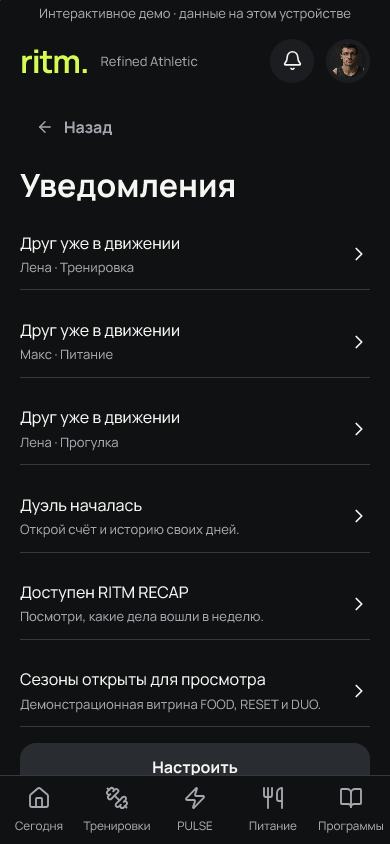 Интерактивное демо · данные на этом устройстве
ritm. Refined Athletic
Назад
Уведомления
Друг уже в движении
Лена · Тренировка
Друг уже в движении
Макс · Питание
Друг уже в движении
Лена · Прогулка
Дуэль началась
Открой счёт и историю своих дней.
Доступен RITM RECAP
Посмотри, какие дела вошли в неделю.
Сезоны открыты для просмотра
Демонстрационная витрина FOOD, RESET и DUO.
Настроить
Сегодня Тренировки PULSE Питание Программы